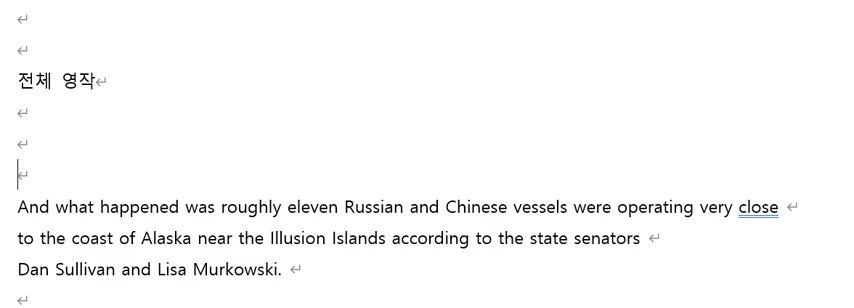 전체 영작
And what happened was roughly eleven Russian and Chinese vessels were operating very close
to the coast of Alaska near the Illusion Islands according to the state senators
Dan Sullivan and Lisa Murkowski.